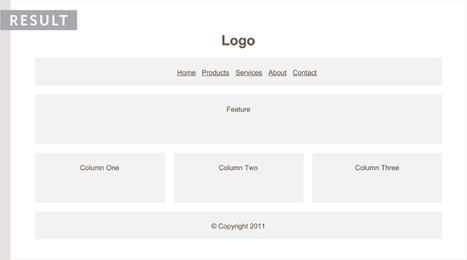 RESULT
Logo
Home Products Services About Contact
Feature
Column One Column Two Column Three
© Copyright 2011